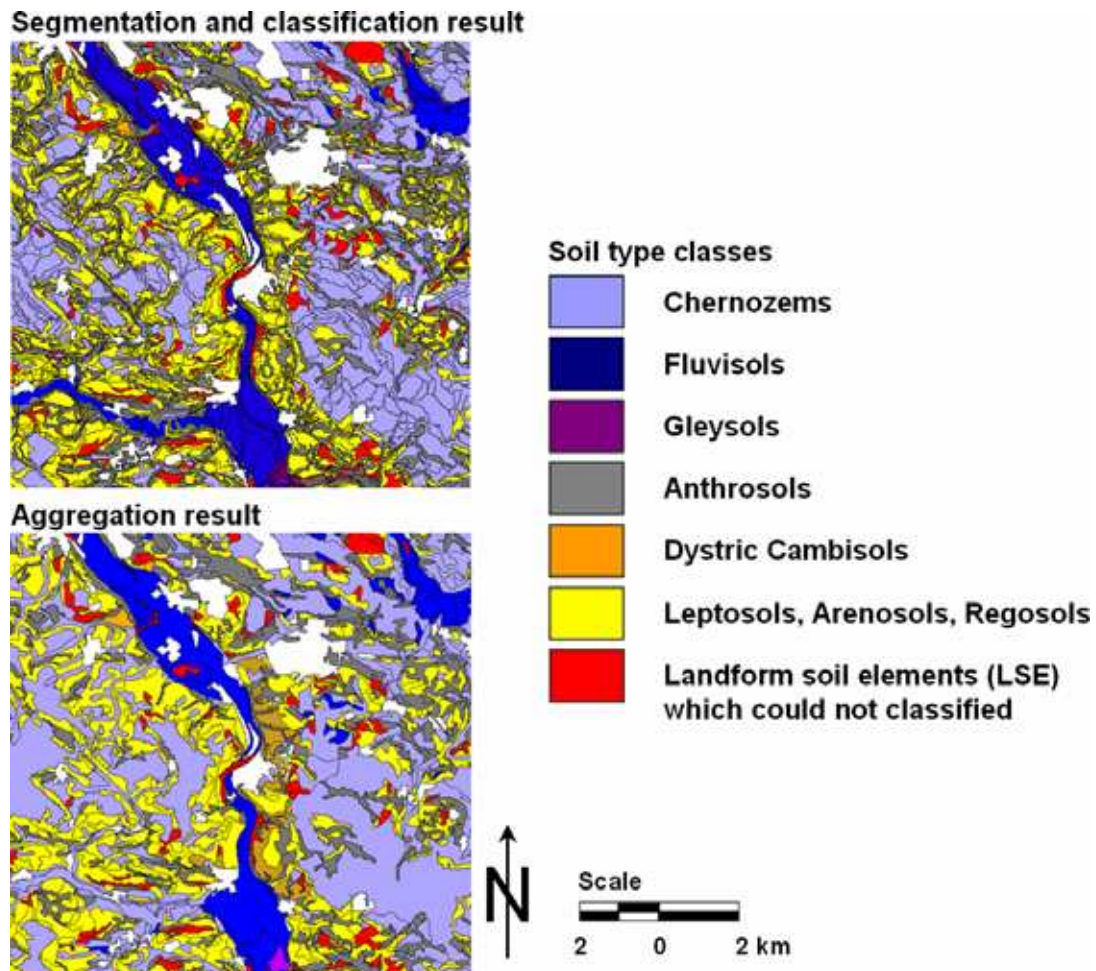 Segmentation and classification result
Aggregation result
Soil type classes
Chernozems
Fluvisols
Gleysols
Anthrosols
Dystric Cambisols
Leptosols, Arenosols, Regosols
Landform soil elements (LSE)
which could not classified
N
Scale
2 0 2 km